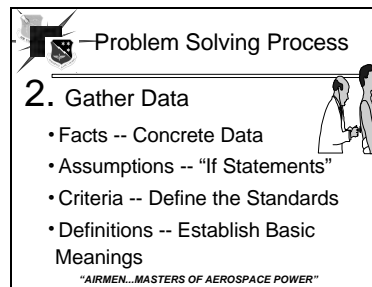 Problem Solving Process
2. Gather Data
• Facts -- Concrete Data
• Assumptions -- “If Statements”
• Criteria -- Define the Standards
• Definitions -- Establish Basic
Meanings
“AIRMEN...MASTERS OF AEROSPACE POWER”